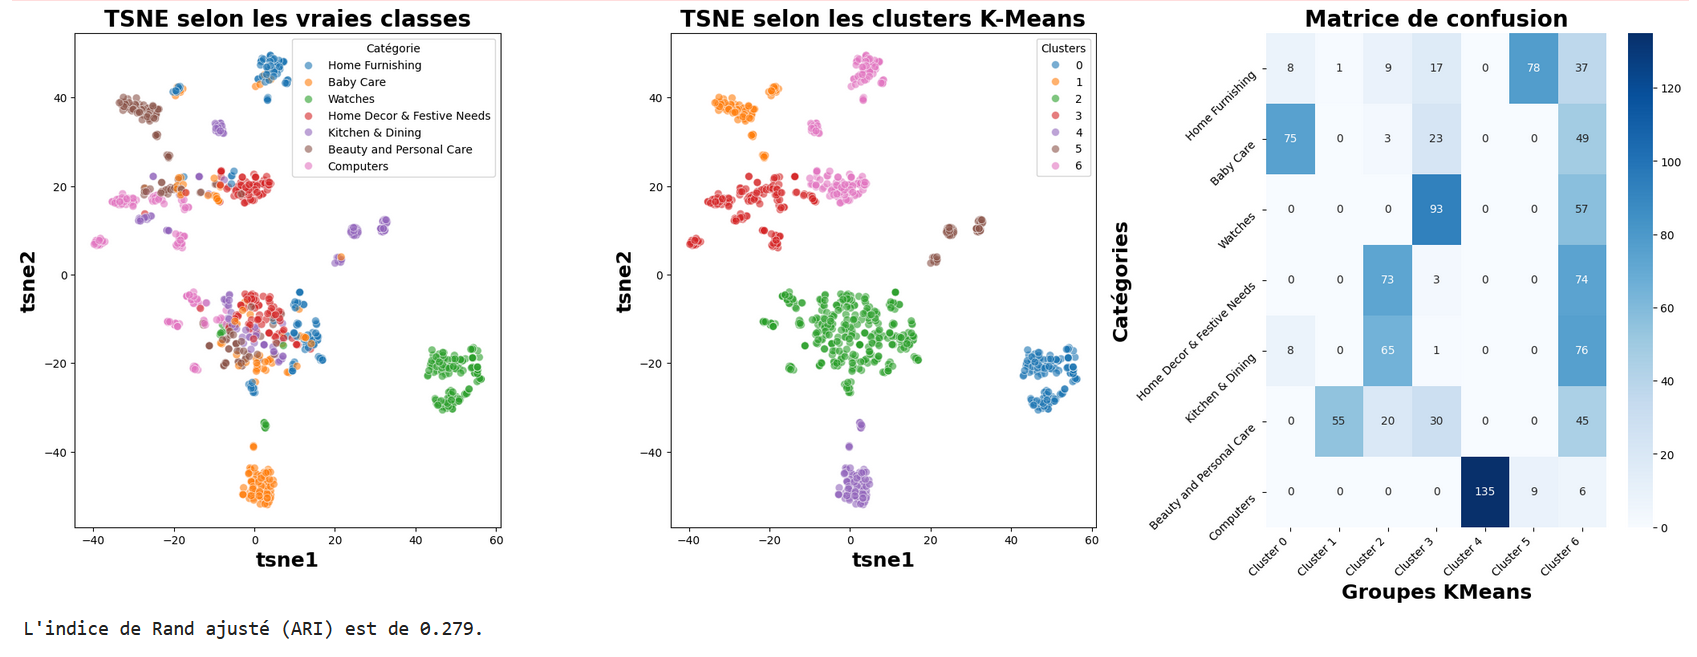 TSNE selon les vraies classes
Catégorie
Home Furnishing
Baby Care
Watches
Home Decor & Festive Needs
Kitchen & Dining
Beauty and Personal Care
Computers
tsne2
40
20
0
−20
−40
−40
−20
0
20
40
60
tsne1
TSNE selon les clusters K-Means
Clusters
0
1
2
3
4
5
6
tsne2
40
20
0
−20
−40
−40
−20
0
20
40
60
tsne1
Matrice de confusion
Catégories
Home Furnishing 8 1 9 17 0 78 37
Baby Care 75 0 3 23 0 0 49
Watches 0 0 0 93 0 0 57
Home Decor & Festive Needs 0 0 73 3 0 0 74
Kitchen & Dining 8 0 65 1 0 0 76
Beauty and Personal Care 0 55 20 30 0 0 45
Computers 0 0 0 0 135 9 6
Cluster 0 Cluster 1 Cluster 2 Cluster 3 Cluster 4 Cluster 5 Cluster 6
Groupes KMeans
120
100
80
60
40
20
0
L'indice de Rand ajusté (ARI) est de 0.279.